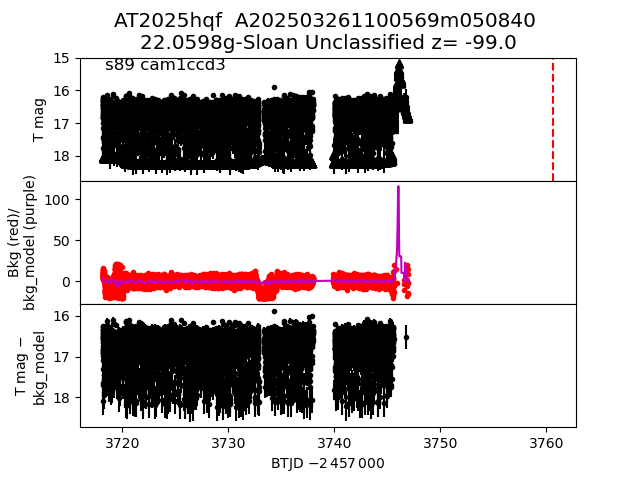 AT2025hqf  A202503261100569m050840
22.0598g-Sloan Unclassified z= -99.0
s89 cam1ccd3
15
16
17
18
T mag
100
50
0
Bkg (red)/
bkg_model (purple)
16
17
18
T mag −
bkg_model
3720 3730 3740 3750 3760
BTJD −2 457 000